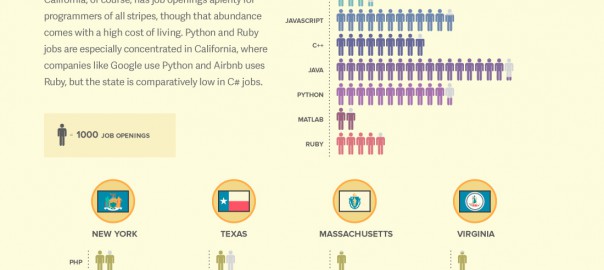 California, of course, has job openings aplenty for
programmers of all stripes, though that abundance
comes with a high cost of living. Python and Ruby
jobs are especially concentrated in California, where
companies like Google use Python and Airbnb uses
Ruby, but the state is comparatively low in C# jobs.
= 1000 JOB OPENINGS
JAVASCRIPT
C++
JAVA
PYTHON
MATLAB
RUBY
NEW YORK
TEXAS
MASSACHUSETTS
VIRGINIA
PHP